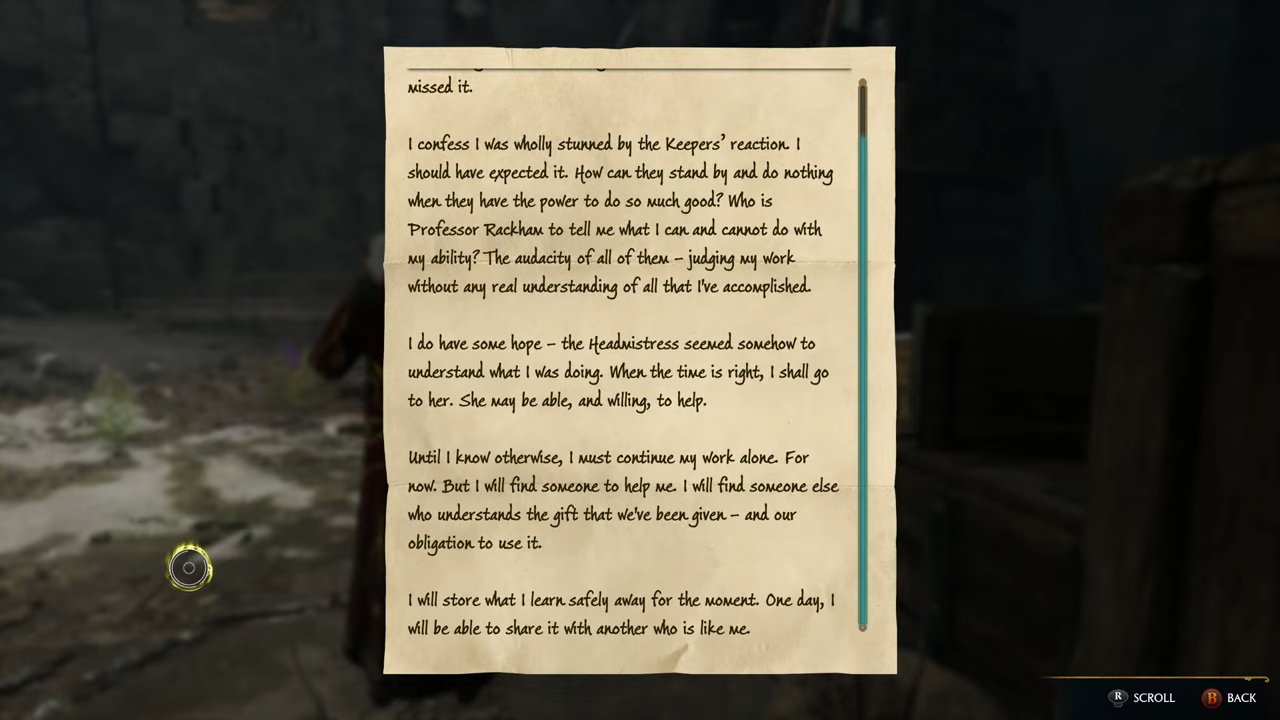 missed it.
I confess I was wholly stunned by the Keepers' reaction. I
should have expected it. How can they stand by and do nothing
when they have the power to do so much good? Who is
Professor Rackham to tell me what I can and cannot do with
my ability? The audacity of all of them – judging my work
without any real understanding of all that I've accomplished.
I do have some hope – the Headmistress seemed somehow to
understand what I was doing. When the time is right, I shall go
to her. She may be able, and willing, to help.
Until I know otherwise, I must continue my work alone. For
now. But I will find someone to help me. I will find someone else
who understands the gift that we've been given – and our
obligation to use it.
I will store what I learn safely away for the moment. One day, I
will be able to share it with another who is like me.
R SCROLL B BACK